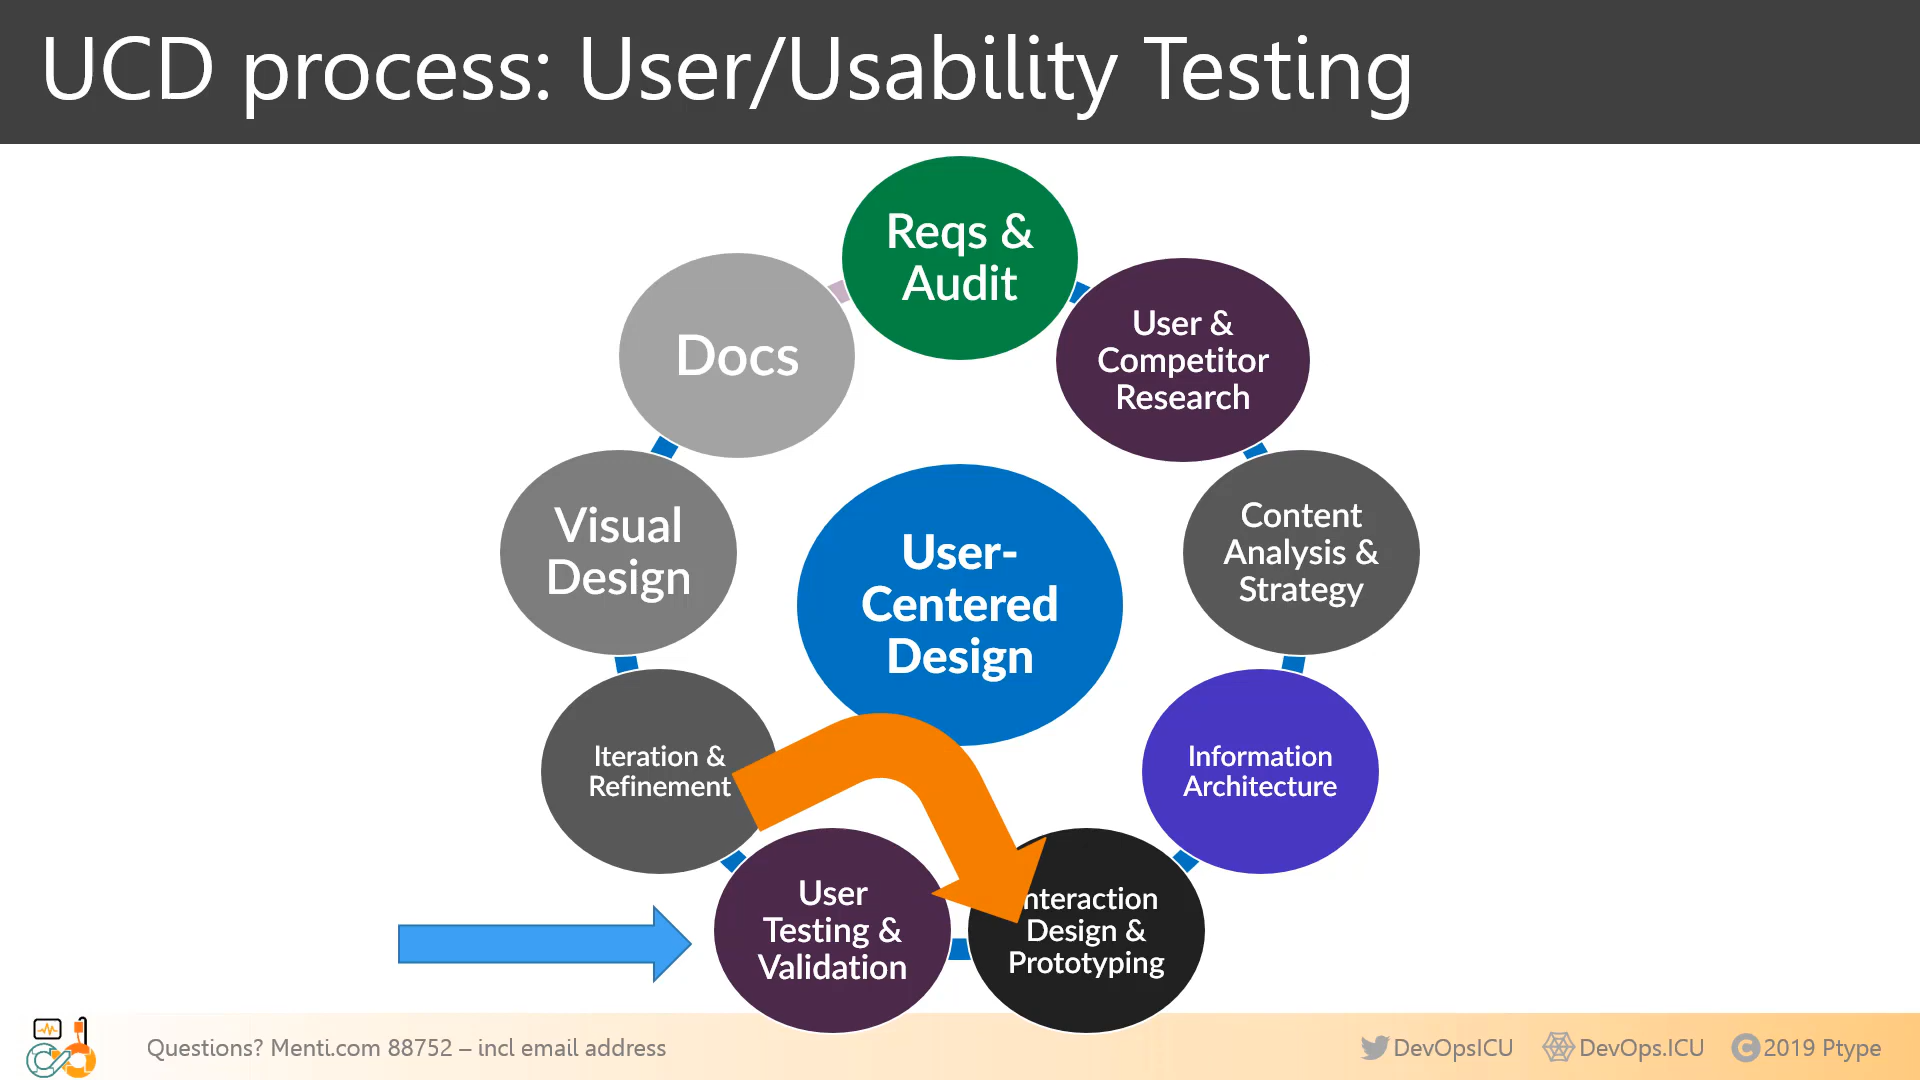 UCD process: User/Usability Testing
Reqs &
Audit
User &
Competitor
Research
Content
Analysis &
Strategy
Information
Architecture
nteraction
Design &
Prototyping
User
Testing &
Validation
Iteration &
Refinement
Visual
Design
Docs
User-
Centered
Design
Questions? Menti.com 88752 – incl email address
DevOpsICU
DevOps.ICU
© 2019 Ptype